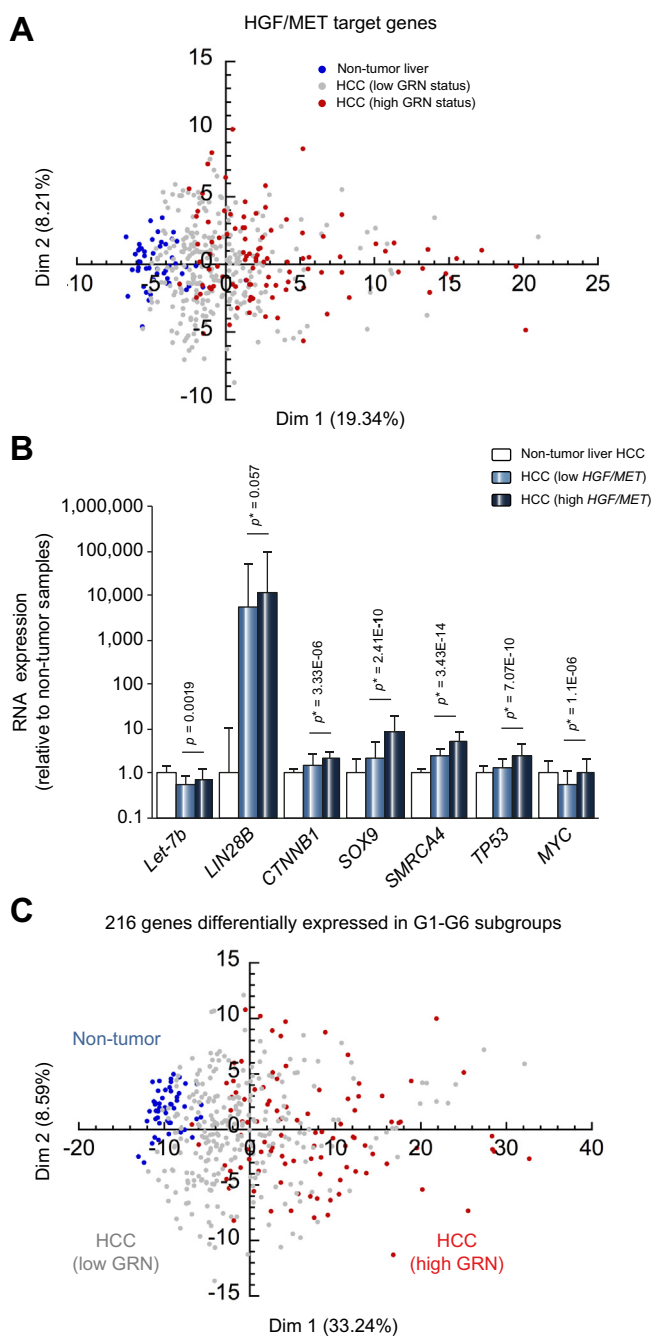 A
HGF/MET target genes
Non-tumor liver
HCC (low GRN status)
HCC (high GRN status)
15
10
5
0
-5
-10
-10
-5
0
5
10
15
20
25
Dim 2 (8.21%)
Dim 1 (19.34%)
B
Non-tumor liver HCC
HCC (low HGF/MET)
HCC (high HGF/MET)
RNA expression
(relative to non-tumor samples)
1,000,000
100,000
10,000
1,000
100
10
1.0
0.1
p = 0.0019
p* = 0.057
p* = 3.33E-06
p* = 2.41E-10
p* = 3.43E-14
p* = 7.07E-10
p* = 1.1E-06
Let-7b
LIN28B
CTNNB1
SOX9
SMRCA4
TP53
MYC
C
216 genes differentially expressed in G1-G6 subgroups
15
10
5
0
-5
-10
-15
-20
-10
0
10
20
30
40
Non-tumor
Dim 2 (8.59%)
HCC
(low GRN)
HCC
(high GRN)
Dim 1 (33.24%)